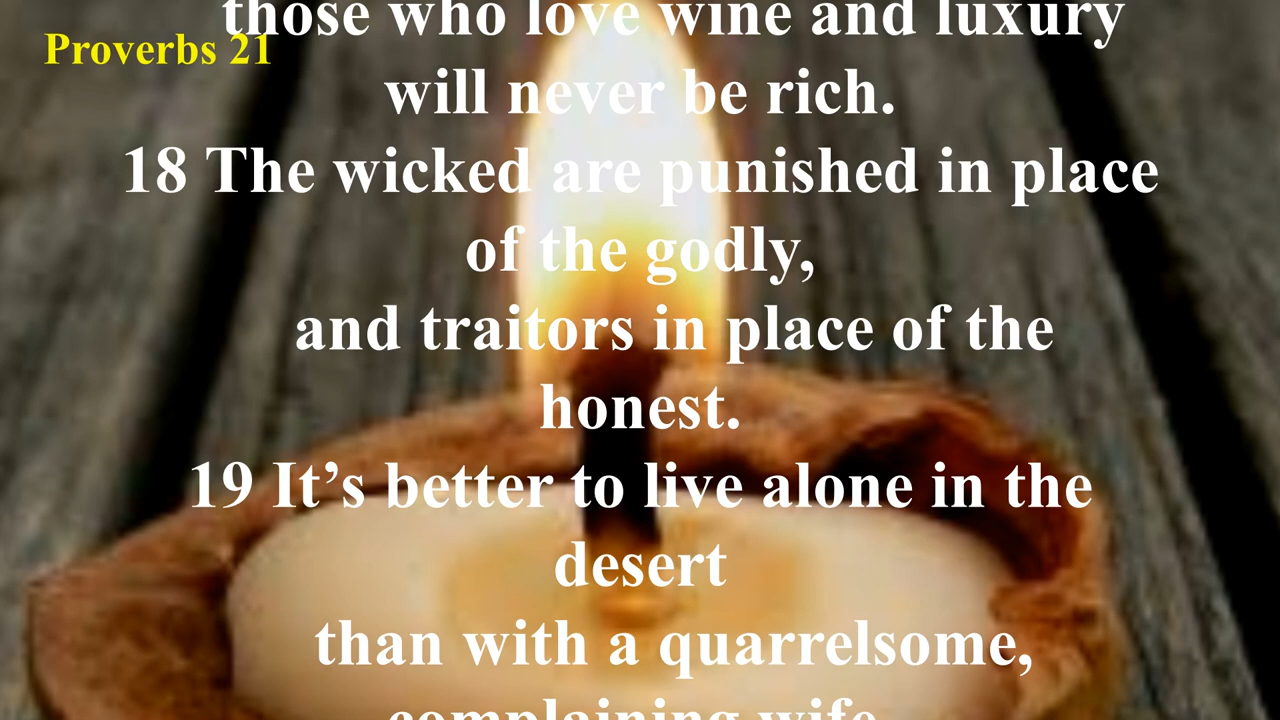 those who love wine and luxury
Proverbs 21
will never be rich.
18 The wicked are punished in place
of the godly,
and traitors in place of the
honest.
19 It’s better to live alone in the
desert
than with a quarrelsome,
complaining wife.